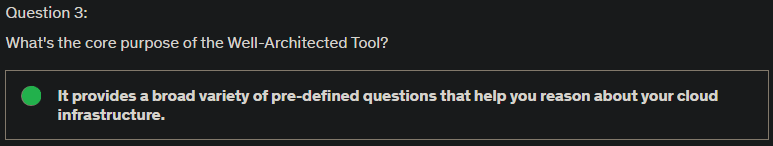 Question 3:
What's the core purpose of the Well-Architected Tool?
It provides a broad variety of pre-defined questions that help you reason about your cloud
infrastructure.